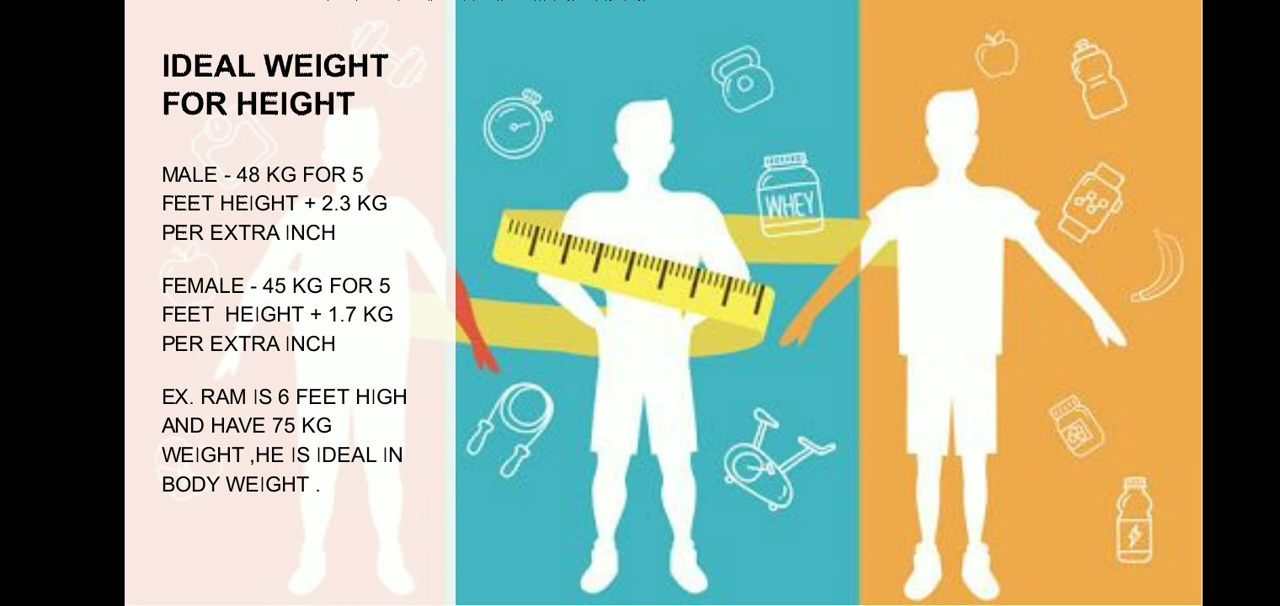 IDEAL WEIGHT
FOR HEIGHT
MALE - 48 KG FOR 5
FEET HEIGHT + 2.3 KG
PER EXTRA INCH
FEMALE - 45 KG FOR 5
FEET  HEIGHT + 1.7 KG
PER EXTRA INCH
EX. RAM IS 6 FEET HIGH
AND HAVE 75 KG
WEIGHT ,HE IS IDEAL IN
BODY WEIGHT .
WHEY